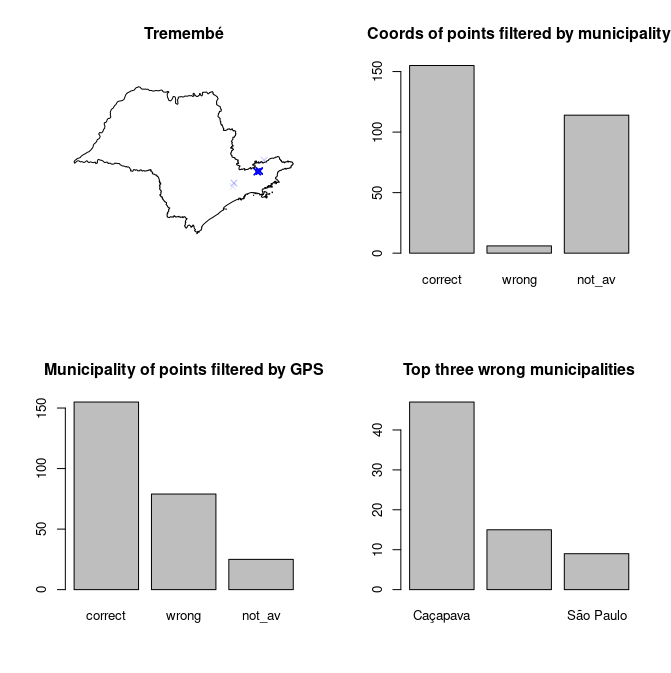 Tremembé
Coords of points filtered by municipality
0
50
100
150
correct wrong not_av
Municipality of points filtered by GPS
0
50
100
150
correct wrong not_av
Top three wrong municipalities
0
10
20
30
40
Caçapava São Paulo